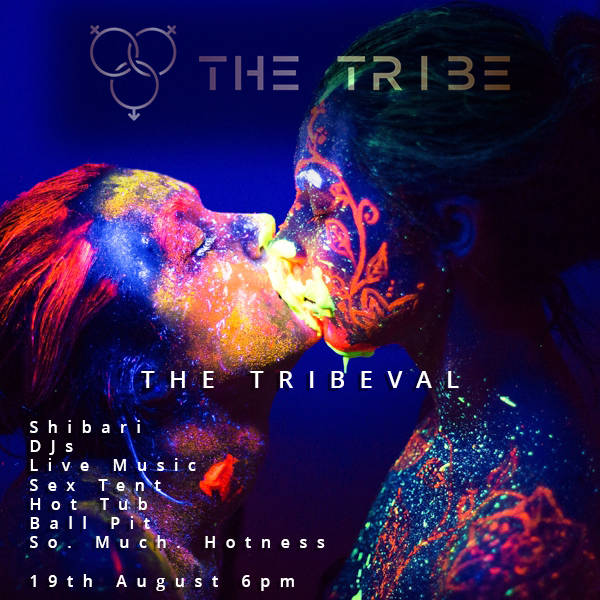 THE TRIBE
THE TRIBEVAL
Shibari
DJs
Live Music
Sex Tent
Hot Tub
Ball Pit
So. Much. Hotness
19th August 6pm